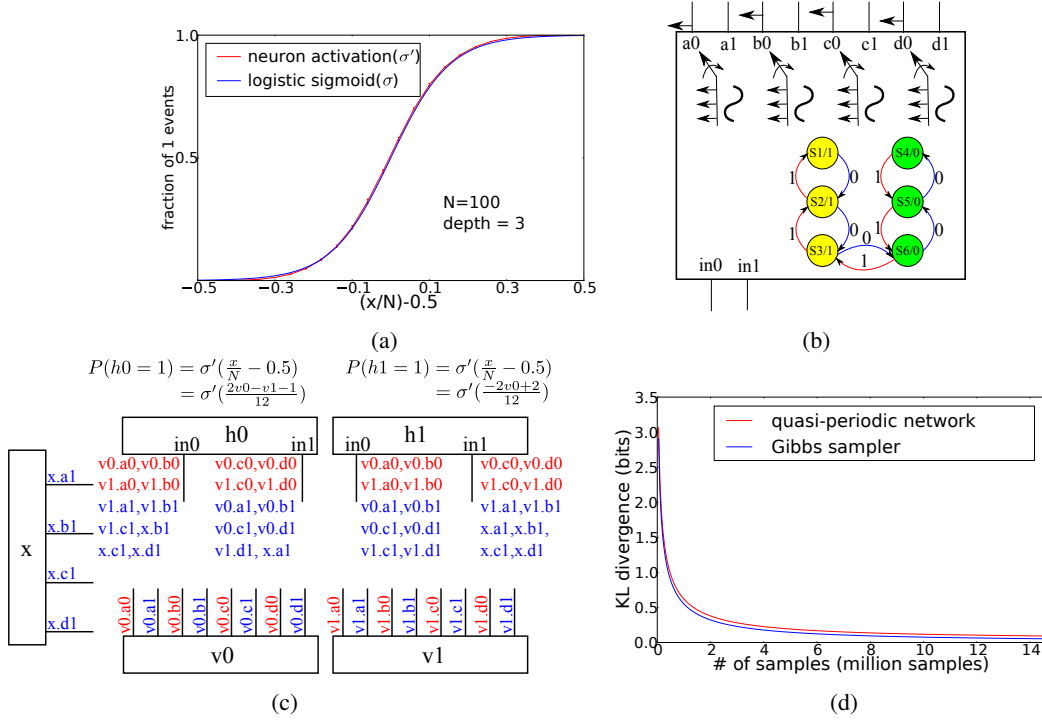 1.0
neuron activation(σ′)
logistic sigmoid(σ)
0.5
fraction of 1 events
N=100
depth = 3
−0.5 −0.3 −0.1 0.1 0.3 0.5
(x/N)-0.5
(a)
a0 a1 b0 b1 c0 c1 d0 d1
S1/1 S4/0
1 0 1 0
S2/1 S5/0
1 0 1 0
S3/1 0 S6/0
1
in0 in1
(b)
P(h0 = 1) = σ′(x/N − 0.5)
= σ′((2v0−v1−1)/12)
P(h1 = 1) = σ′(x/N − 0.5)
= σ′((−2v0+2)/12)
h0
in0 in1
h1
in0 in1
v0.a0,v0.b0 v0.c0,v0.d0 v0.a0,v0.b0 v0.c0,v0.d0
v1.a0,v1.b0 v1.c0,v1.d0 v1.a0,v1.b0 v1.c0,v1.d0
v1.a1,v1.b1 v0.a1,v0.b1 v0.a1,v0.b1 v1.a1,v1.b1
v1.c1,x.b1 v0.c1,v0.d1 v0.c1,v0.d1 x.a1,x.b1,
x.c1,x.d1 v1.d1, x.a1 v1.c1,v1.d1 x.c1,x.d1
x
x.a1
x.b1
x.c1
x.d1
v0.a0 v0.a1 v0.b0 v0.b1 v0.c0 v0.c1 v0.d0 v0.d1
v1.a0 v1.a1 v1.b0 v1.b1 v1.c0 v1.c1 v1.d0 v1.d1
v0 v1
(c)
3.5
3.0
2.5
2.0
1.5
1.0
0.5
0.0
KL divergence (bits)
quasi-periodic network
Gibbs sampler
0 2 4 6 8 10 12 14
# of samples (million samples)
(d)